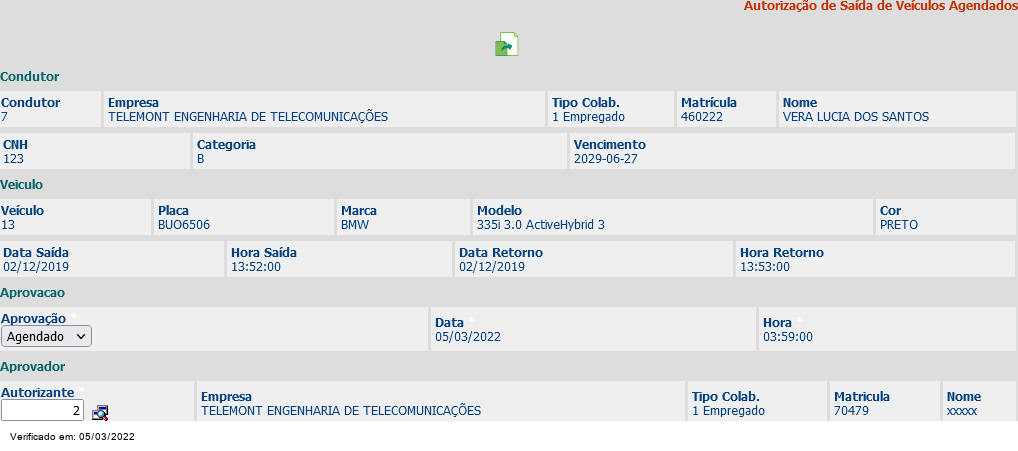 Autorização de Saída de Veículos Agendados
Condutor
Condutor Empresa Tipo Colab. Matrícula Nome
7 TELEMONT ENGENHARIA DE TELECOMUNICAÇÕES 1 Empregado 460222 VERA LUCIA DOS SANTOS
CNH Categoria Vencimento
123 B 2029-06-27
Veiculo
Veículo Placa Marca Modelo Cor
13 BUO6506 BMW 335i 3.0 ActiveHybrid 3 PRETO
Data Saída Hora Saída Data Retorno Hora Retorno
02/12/2019 13:52:00 02/12/2019 13:53:00
Aprovacao
Aprovação * Data * Hora *
Agendado 05/03/2022 03:59:00
Aprovador
Autorizante * Empresa Tipo Colab. Matricula Nome
2 TELEMONT ENGENHARIA DE TELECOMUNICAÇÕES 1 Empregado 70479 xxxxx
Verificado em: 05/03/2022